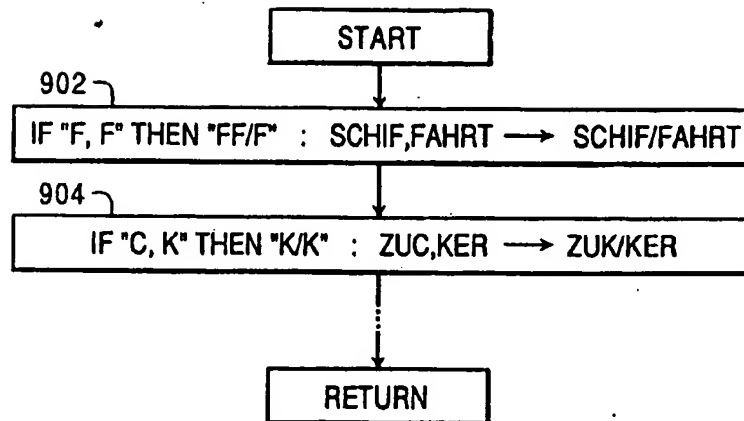 START
902
IF "F, F" THEN "FF/F" : SCHIF,FAHRT → SCHIF/FAHRT
904
IF "C, K" THEN "K/K" : ZUC,KER → ZUK/KER
RETURN